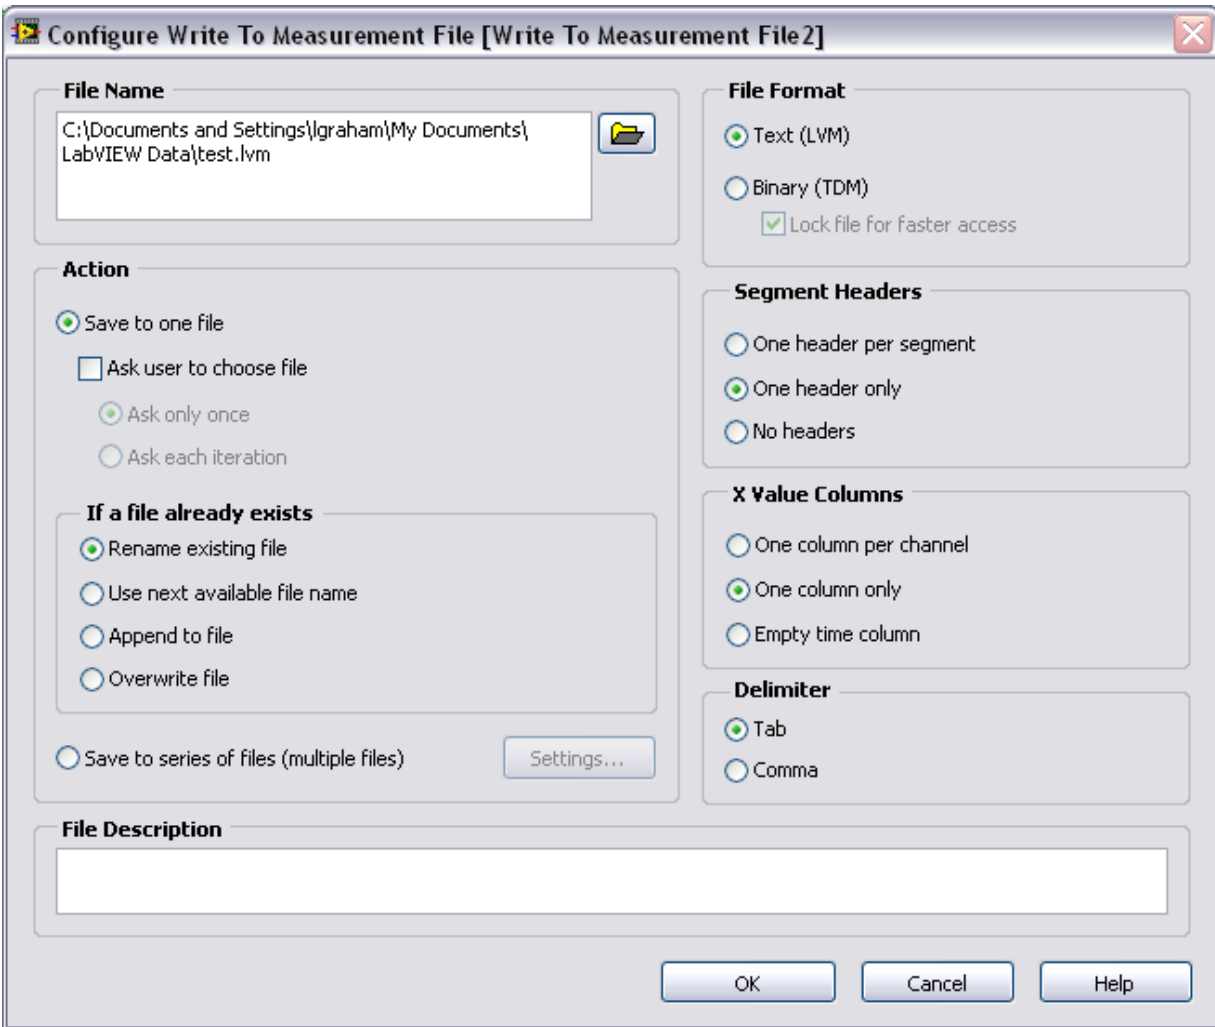 Configure Write To Measurement File [Write To Measurement File2]
File Name
C:\Documents and Settings\lgraham\My Documents\
LabVIEW Data\test.lvm
Action
Save to one file
Ask user to choose file
Ask only once
Ask each iteration
If a file already exists
Rename existing file
Use next available file name
Append to file
Overwrite file
Save to series of files (multiple files)
Settings...
File Format
Text (LVM)
Binary (TDM)
Lock file for faster access
Segment Headers
One header per segment
One header only
No headers
X Value Columns
One column per channel
One column only
Empty time column
Delimiter
Tab
Comma
File Description
OK
Cancel
Help